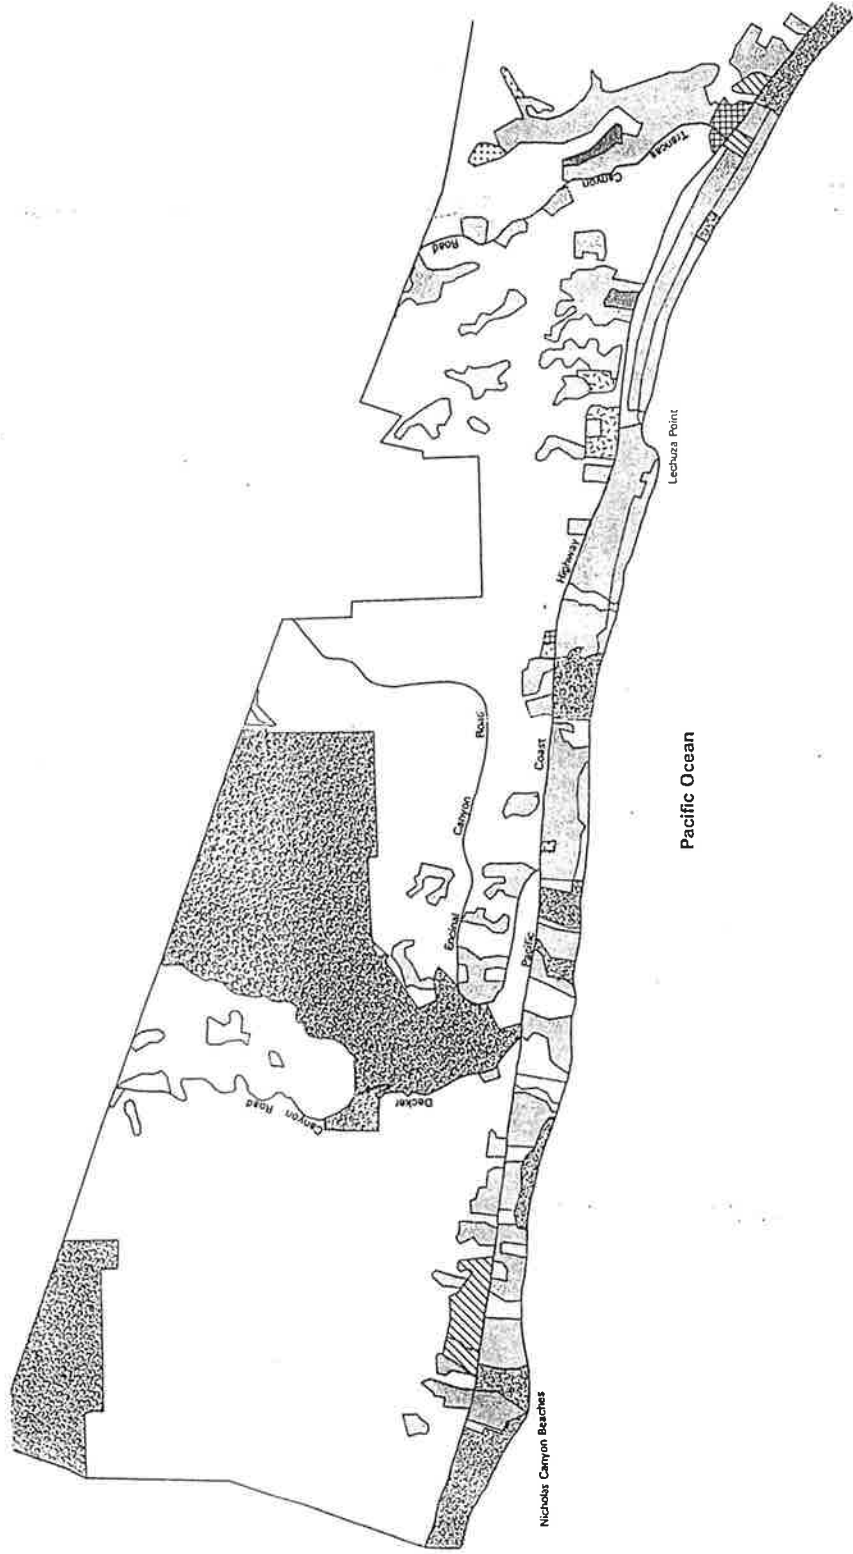 Road
Canyon
Trancas
Lechuza Point
Highway
Coast
Road
Canyon
Encinal
Pacific
Pacific Ocean
Canyon Road
Decker
Nicholas Canyon Beaches